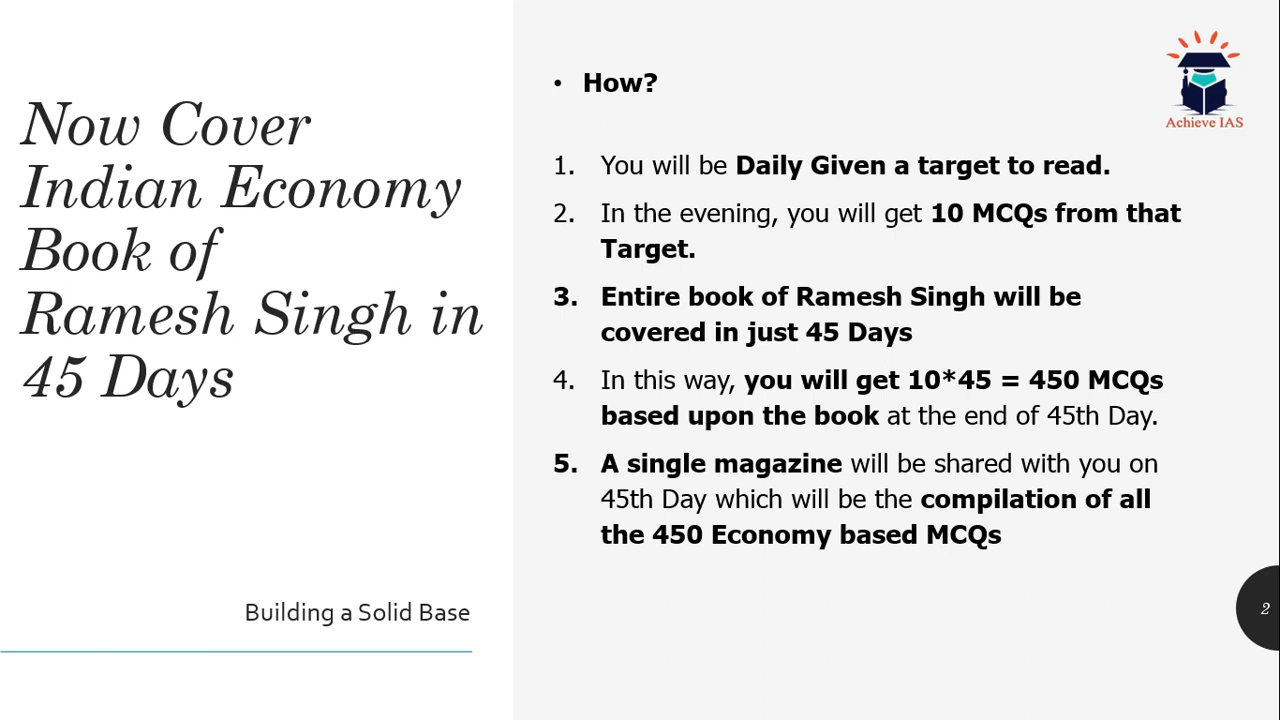 Now Cover
Indian Economy
Book of
Ramesh Singh in
45 Days
Building a Solid Base
• How?
1. You will be Daily Given a target to read.
2. In the evening, you will get 10 MCQs from that
Target.
3. Entire book of Ramesh Singh will be
covered in just 45 Days
4. In this way, you will get 10*45 = 450 MCQs
based upon the book at the end of 45th Day.
5. A single magazine will be shared with you on
45th Day which will be the compilation of all
the 450 Economy based MCQs
Achieve IAS
2